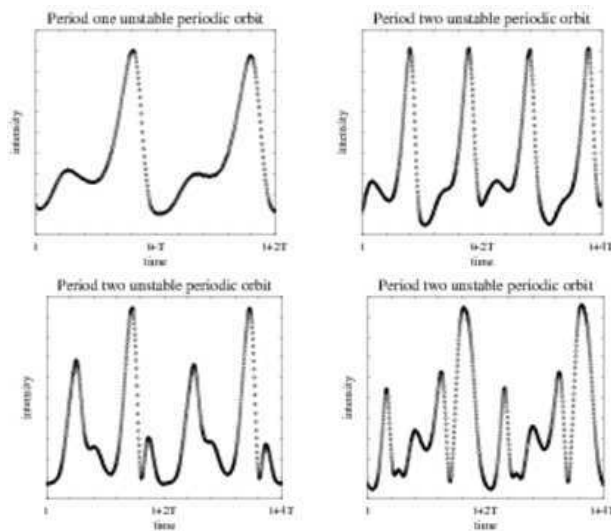 Period one unstable periodic orbit
intensity
t
t+T
t+2T
time
Period two unstable periodic orbit
intensity
t
t+2T
t+4T
time
Period two unstable periodic orbit
intensity
t
t+2T
t+4T
time
Period two unstable periodic orbit
intensity
t
t+2T
t+4T
time